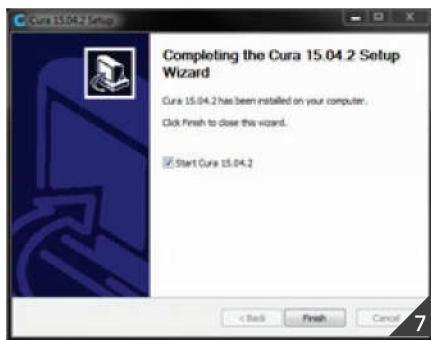 Cura 15.04.2 Setup
Completing the Cura 15.04.2 Setup
Wizard
Cura 15.04.2 has been installed on your computer.
Click Finish to close this wizard.
Start Cura 15.04.2
< Back Finish Cancel
7